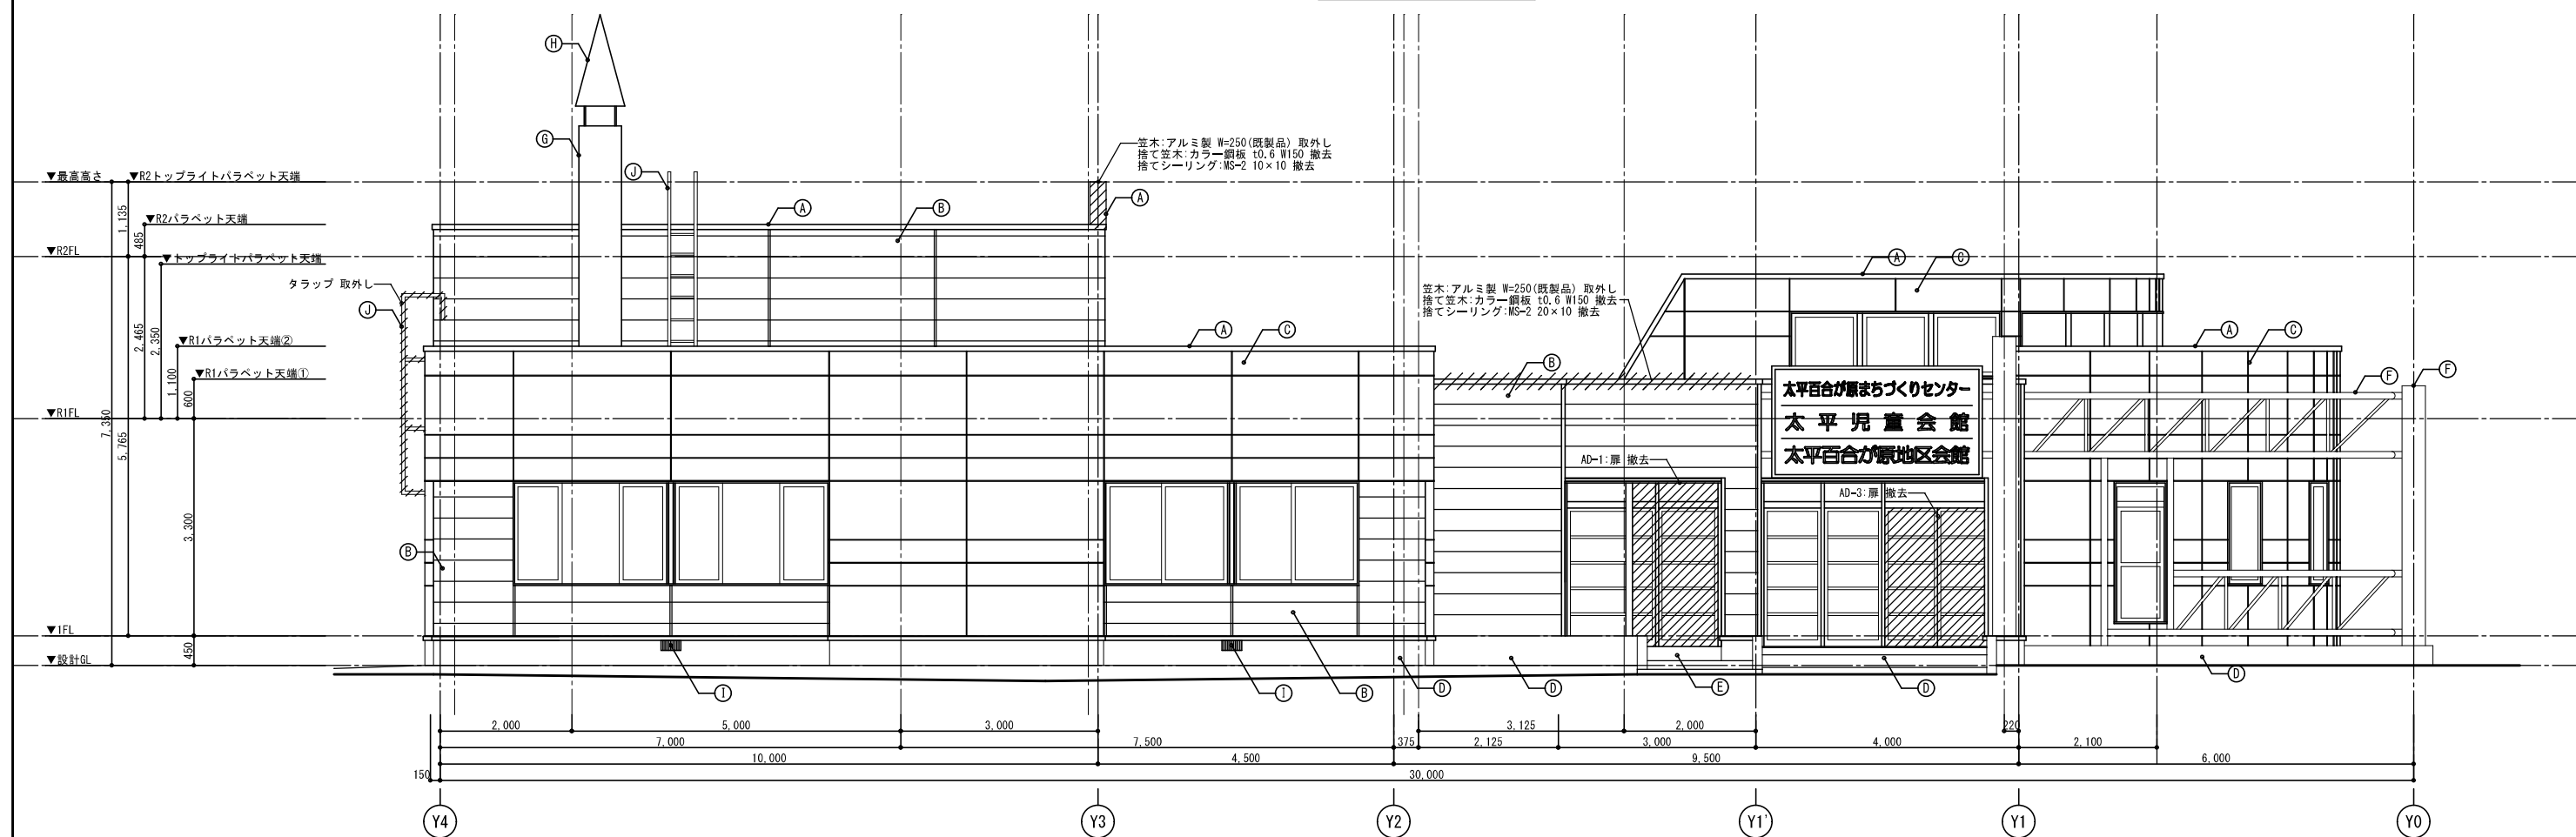 H
G
J
笠木:アルミ製 W=250(既製品) 取外し
捨て笠木:カラー鋼板 t0.6 W150 撤去
捨てシーリング:MS-2 10×10 撤去
▼最高高さ
▼R2トップライトパラペット天端
A
A
B
1,135
▼R2パラペット天端
485
▼R2FL
▼トップライトパラペット天端
A
C
タラップ 取外し
J
笠木:アルミ製 W=250(既製品) 取外し
捨て笠木:カラー鋼板 t0.6 W150 撤去
捨てシーリング:MS-2 20×10 撤去
2,465
2,350
▼R1パラペット天端②
A
C
A
C
B
F
F
1,100
▼R1パラペット天端①
600
▼R1FL
7,350
5,765
太平百合が原まちづくりセンター
太平児童会館
太平百合が原地区会館
AD-1:扉 撤去
AD-3:扉 撤去
3,300
B
▼1FL
450
▼設計GL
I
I
B
D
D
E
D
D
2,000
5,000
3,000
3,125
2,000
220
7,000
7,500
375
2,125
3,000
4,000
2,100
10,000
4,500
9,500
6,000
150
30,000
Y4
Y3
Y2
Y1'
Y1
Y0